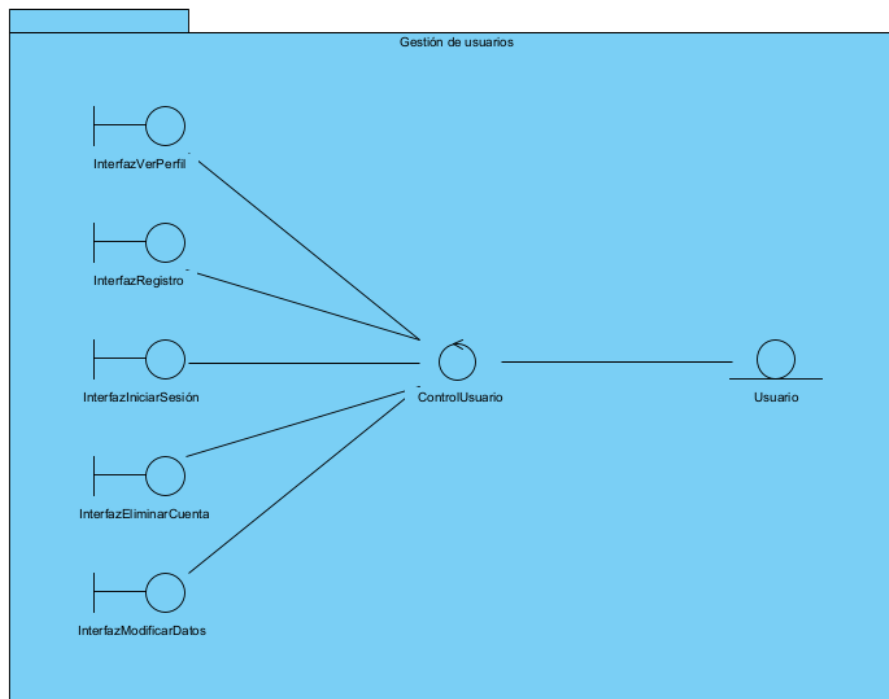 Gestión de usuarios
InterfazVerPerfil
InterfazRegistro
InterfazIniciarSesión
ControlUsuario
Usuario
InterfazEliminarCuenta
InterfazModificarDatos